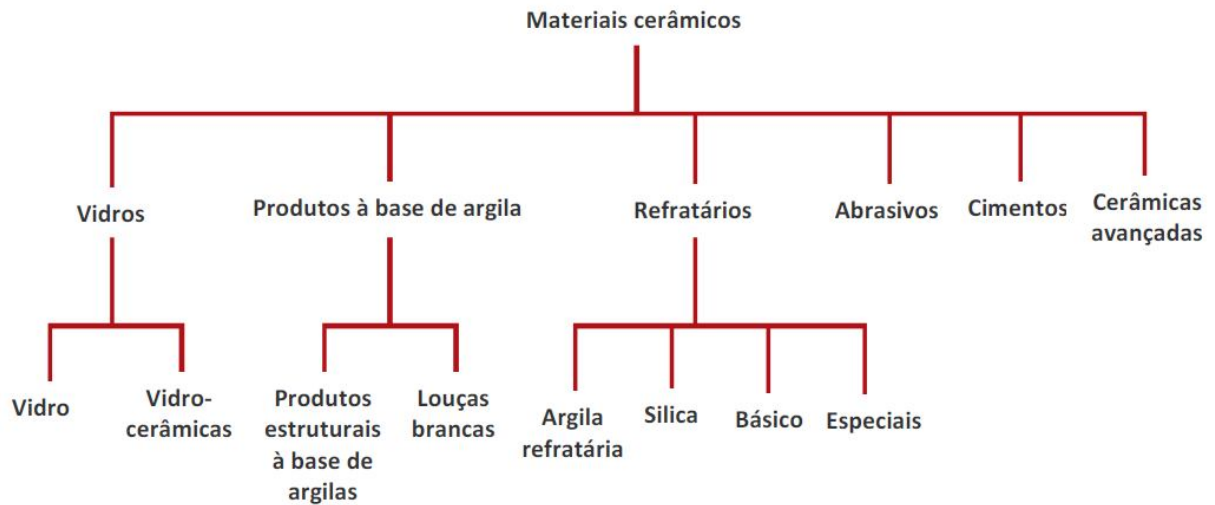 Materiais cerâmicos
Vidros
Produtos à base de argila
Refratários
Abrasivos
Cimentos
Cerâmicas
avançadas
Vidro
Vidro-
cerâmicas
Produtos
estruturais
à base de
argilas
Louças
brancas
Argila
refratária
Silica
Básico
Especiais